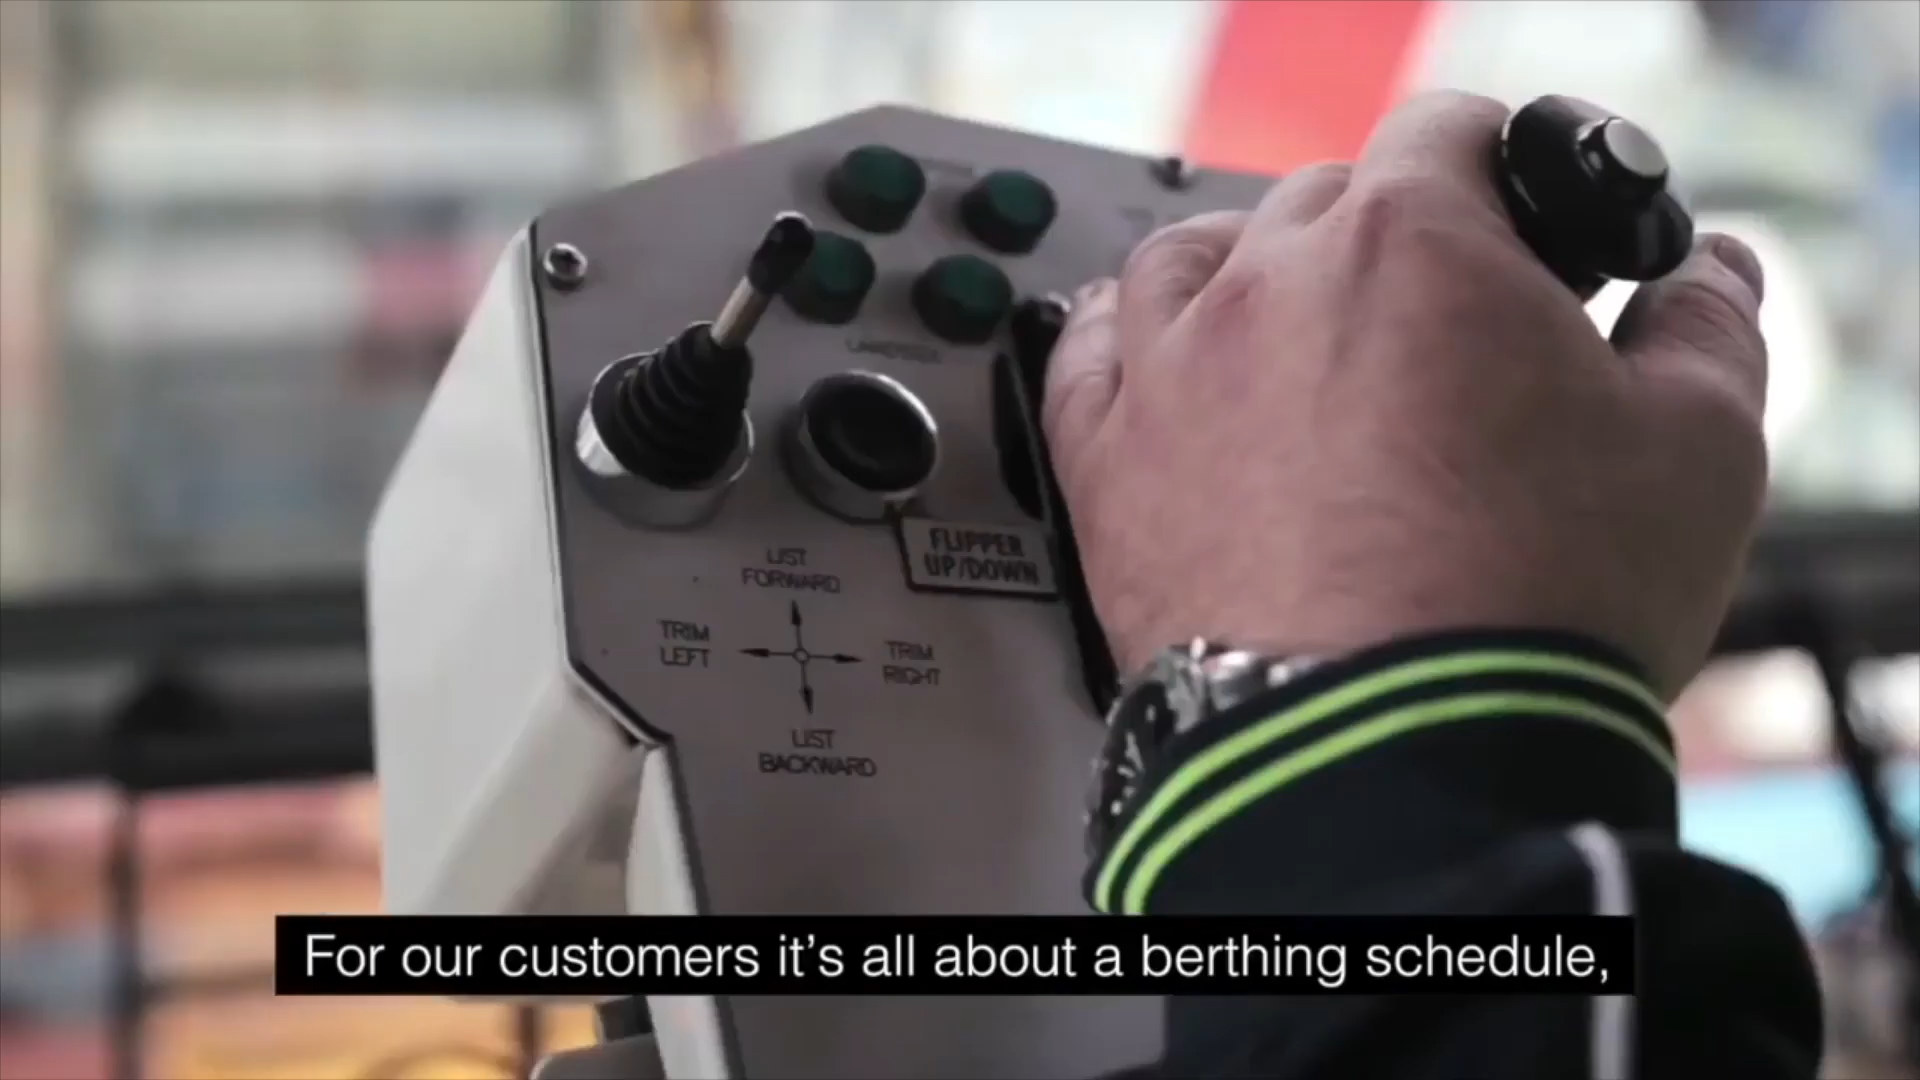 FLIPPER
UP/DOWN
LIST
FORWARD
TRIM
LEFT
TRIM
RIGHT
LIST
BACKWARD
For our customers it's all about a berthing schedule,